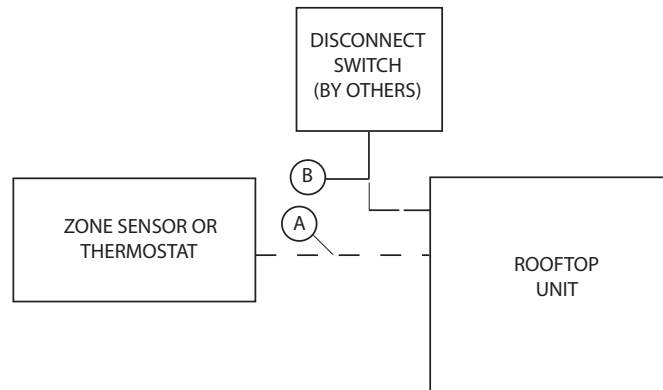 DISCONNECT
SWITCH
(BY OTHERS)
B
ZONE SENSOR OR
THERMOSTAT
A
ROOFTOP
UNIT